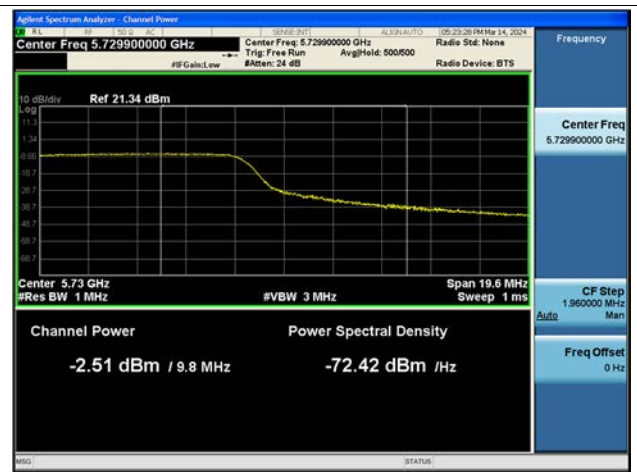 Agilent Spectrum Analyzer - Channel Power
RL RF 50 Ω AC SENSE:INT ALIGN AUTO 05:23:28 PM Mar 14, 2024
Center Freq 5.729900000 GHz
Center Freq: 5.729900000 GHz
Radio Std: None
Trig: Free Run Avg|Hold: 500/500
#IFGain:Low #Atten: 24 dB Radio Device: BTS
Frequency
10 dB/div Ref 21.34 dBm
Log
11.3
1.34
-8.66
-18.7
-28.7
-38.7
-48.7
-58.7
-68.7
Center Freq
5.729900000 GHz
Center 5.73 GHz Span 19.6 MHz
#Res BW 1 MHz #VBW 3 MHz Sweep 1 ms
CF Step
1.960000 MHz
Auto Man
Channel Power Power Spectral Density
-2.51 dBm / 9.8 MHz -72.42 dBm /Hz
Freq Offset
0 Hz
MSG STATUS